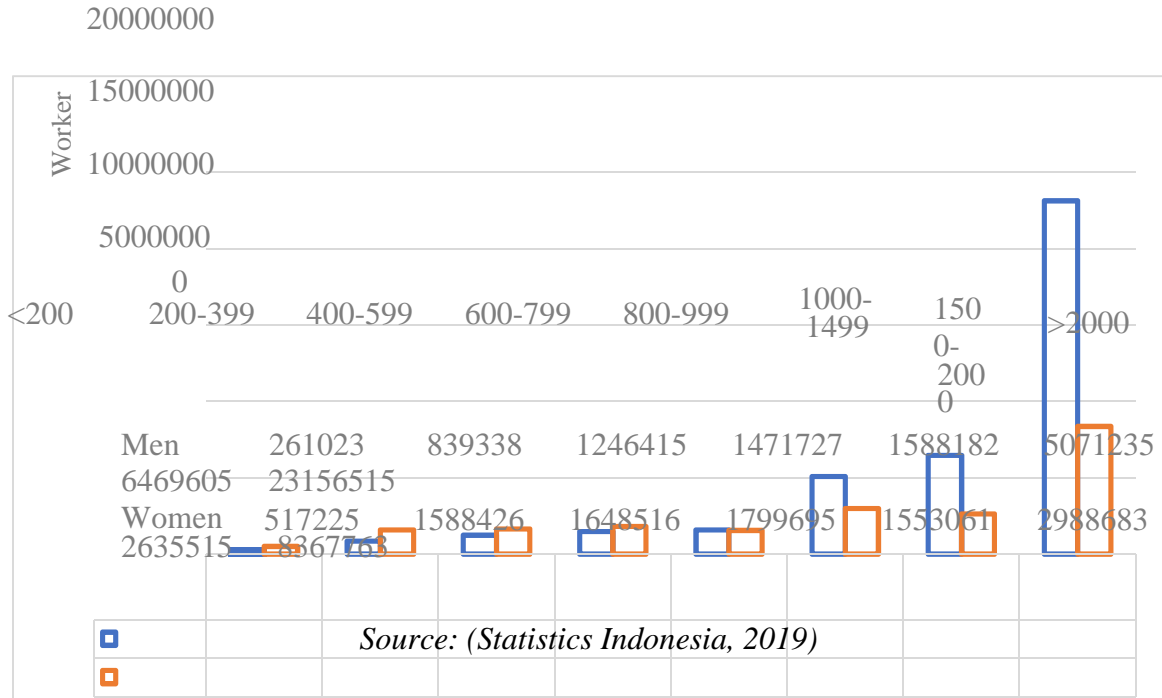 20000000
15000000
Worker
10000000
5000000
0
<200 200-399 400-599 600-799 800-999 1000-
1499 150
0-
200
0 >2000
Men 261023 839338 1246415 1471727 1588182 5071235
6469605 23156515
Women 517225 1588426 1648516 1799695 1553061 2988683
2635515 8367763
Source: (Statistics Indonesia, 2019)